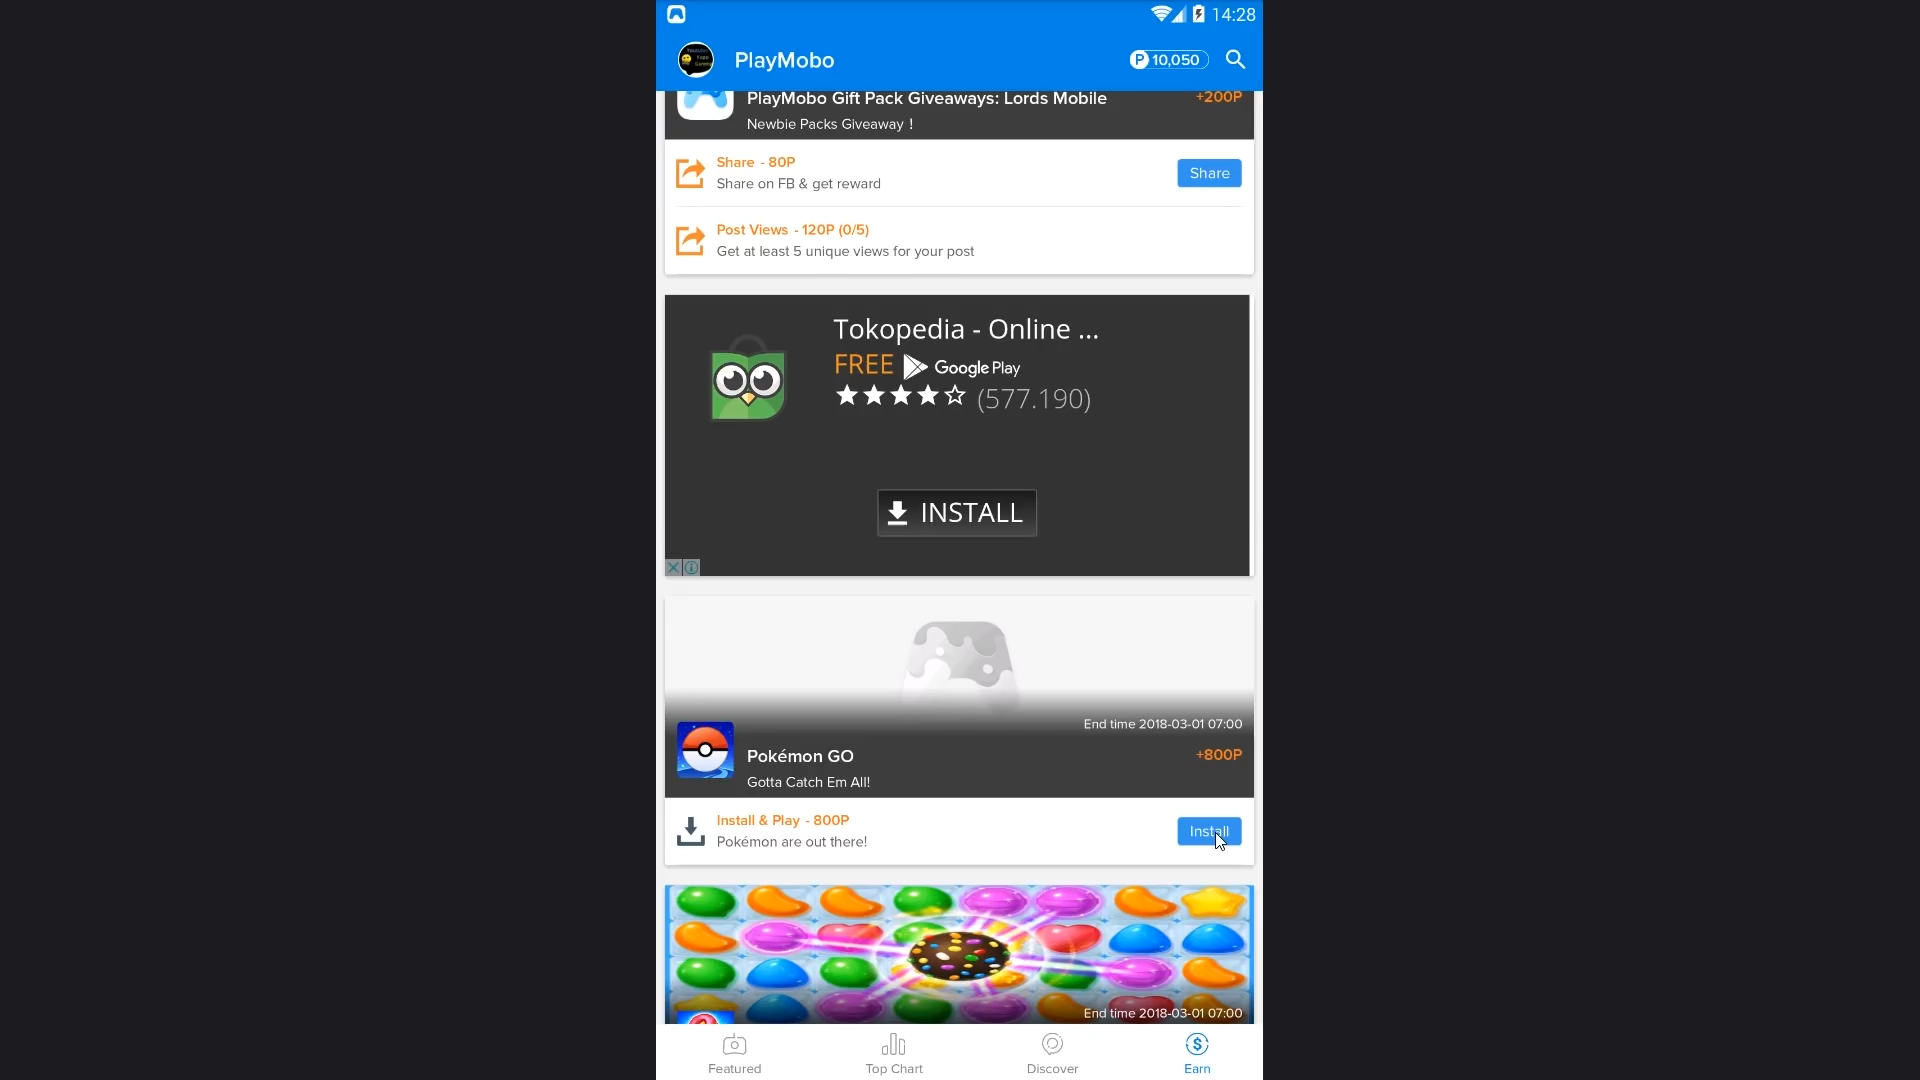 14:28
PlayMobo
P 10,050
PlayMobo Gift Pack Giveaways: Lords Mobile
+200P
Newbie Packs Giveaway！
Share - 80P
Share on FB & get reward
Share
Post Views - 120P (0/5)
Get at least 5 unique views for your post
Tokopedia - Online ...
FREE Google Play
(577.190)
INSTALL
End time 2018-03-01 07:00
Pokémon GO
+800P
Gotta Catch Em All!
Install & Play - 800P
Pokémon are out there!
Install
End time 2018-03-01 07:00
Featured
Top Chart
Discover
Earn